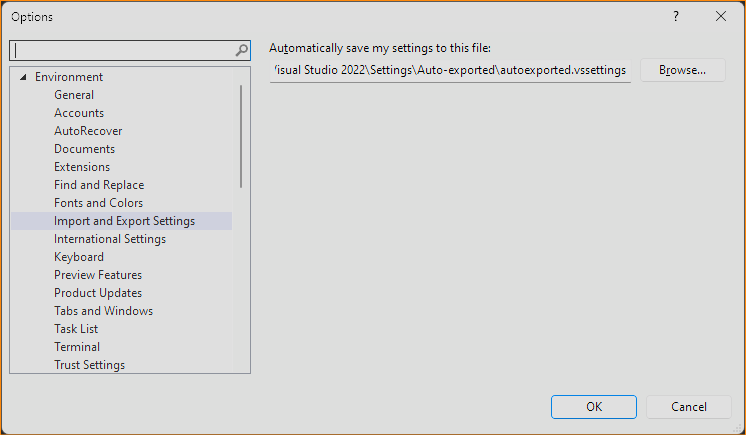 Options
Automatically save my settings to this file:
Visual Studio 2022\Settings\Auto-exported\autoexported.vssettings
Browse...
Environment
General
Accounts
AutoRecover
Documents
Extensions
Find and Replace
Fonts and Colors
Import and Export Settings
International Settings
Keyboard
Preview Features
Product Updates
Tabs and Windows
Task List
Terminal
Trust Settings
OK
Cancel